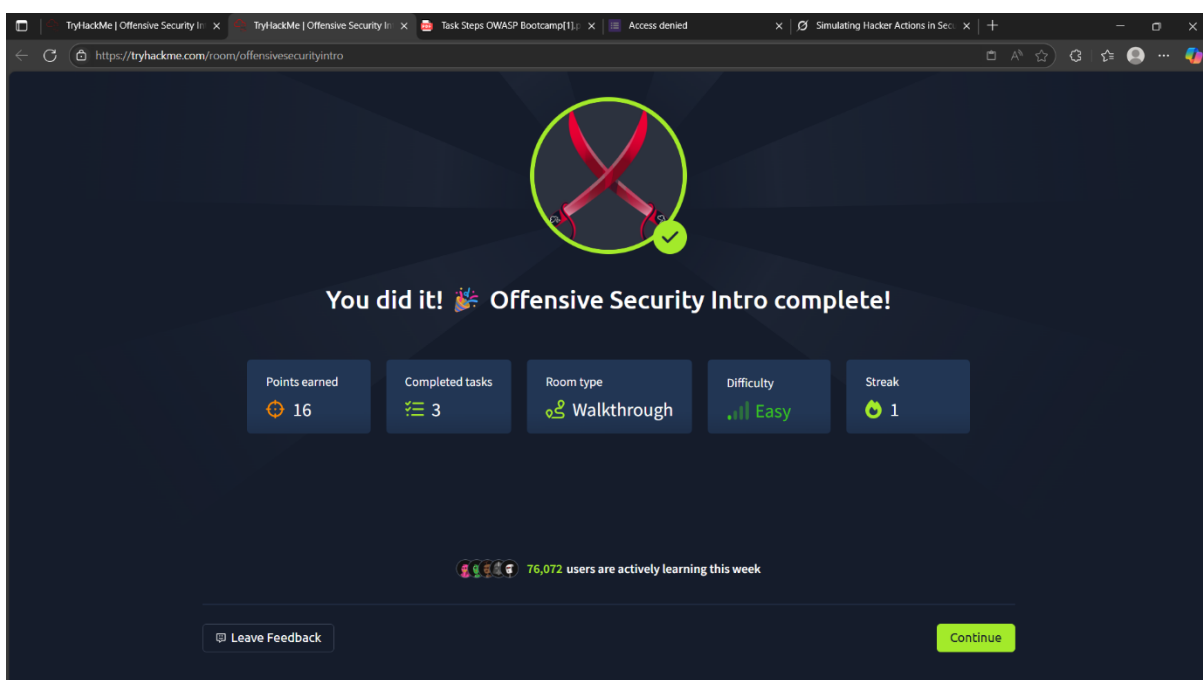 TryHackMe | Offensive Security In
TryHackMe | Offensive Security In
Task Steps OWASP Bootcamp[1].p
Access denied
Simulating Hacker Actions in Sec
https://tryhackme.com/room/offensivesecurityintro
You did it! 🎉 Offensive Security Intro complete!
Points earned
16
Completed tasks
3
Room type
Walkthrough
Difficulty
Easy
Streak
1
76,072 users are actively learning this week
Leave Feedback
Continue